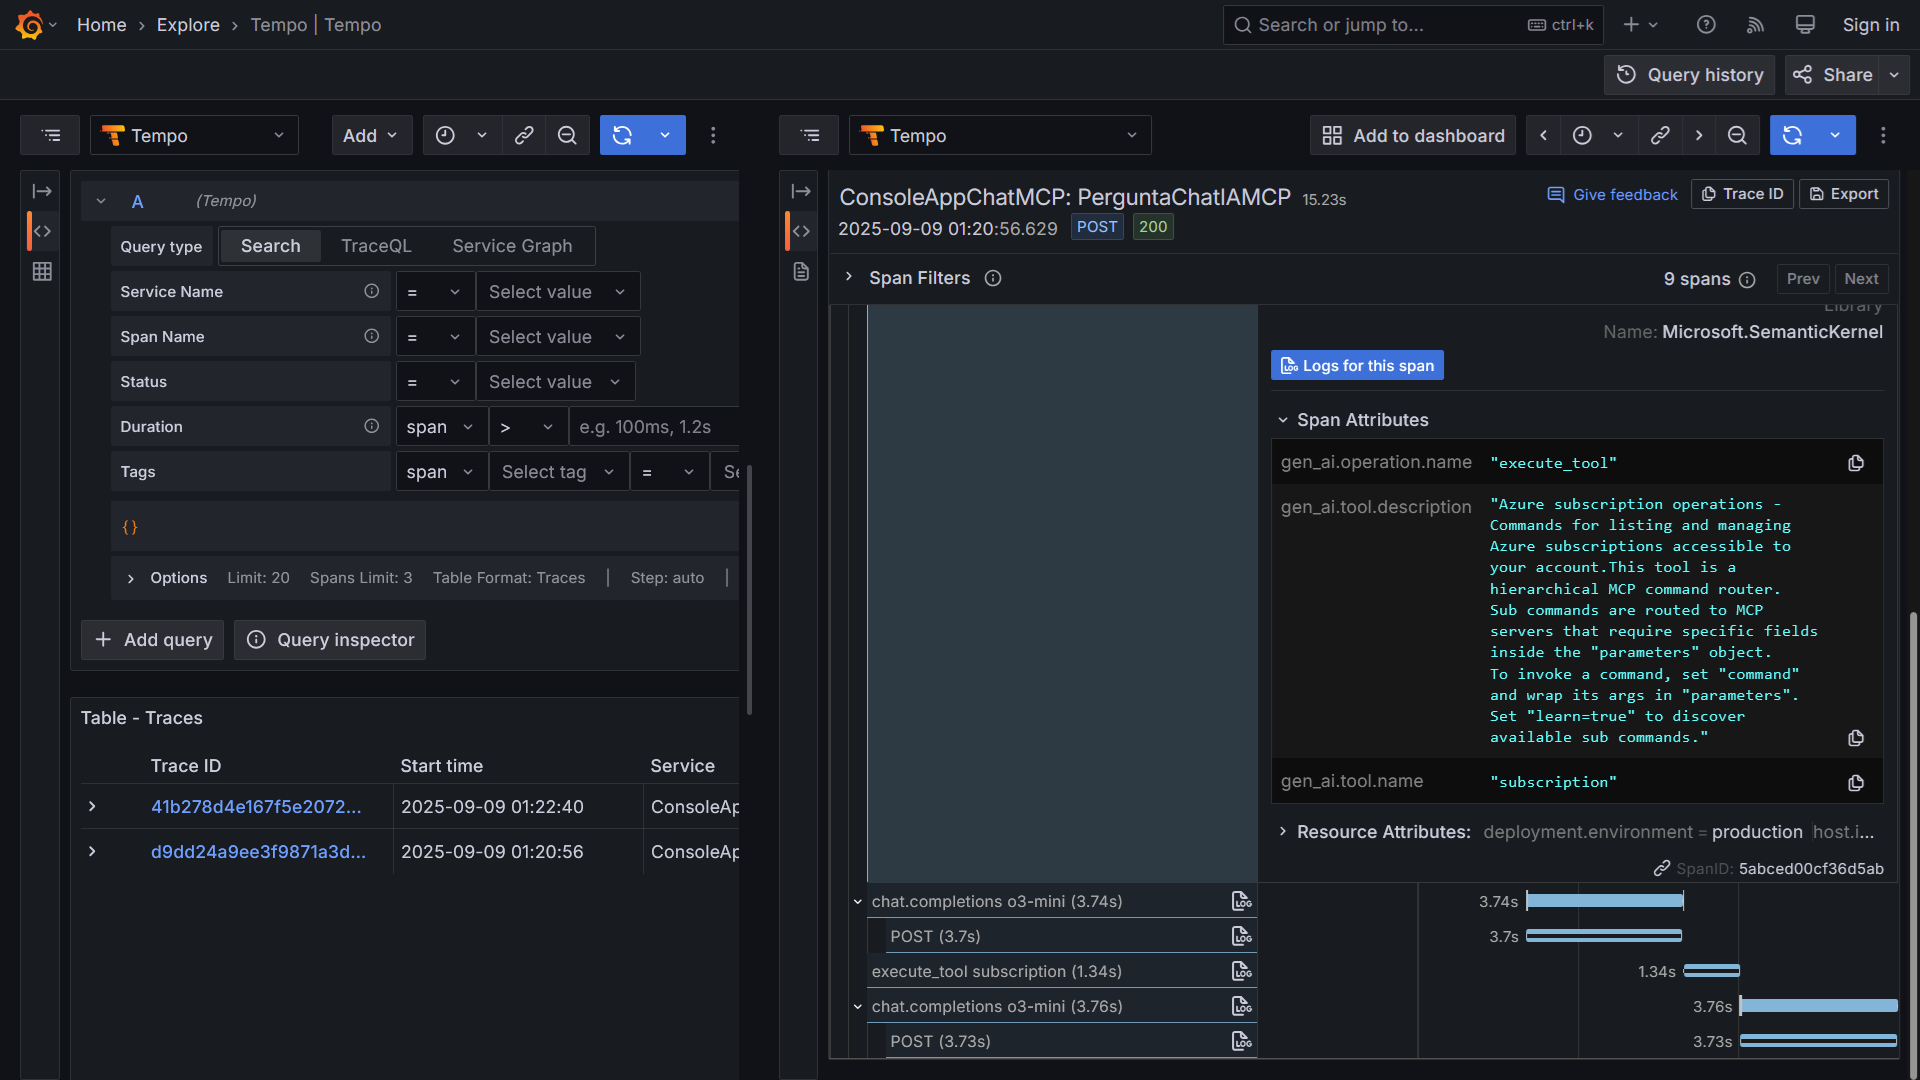 Home › Explore › Tempo | Tempo
Search or jump to...
ctrl+k
Sign in
Query history
Share
Tempo
Add
Tempo
Add to dashboard
A
(Tempo)
Query type
Search
TraceQL
Service Graph
Service Name
=
Select value
Span Name
=
Select value
Status
=
Select value
Duration
span
>
e.g. 100ms, 1.2s
Tags
span
Select tag
=
{}
Options
Limit: 20
Spans Limit: 3
Table Format: Traces
Step: auto
Add query
Query inspector
Table - Traces
Trace ID
Start time
Service
41b278d4e167f5e2072...
2025-09-09 01:22:40
ConsoleAp
d9dd24a9ee3f9871a3d...
2025-09-09 01:20:56
ConsoleAp
ConsoleAppChatMCP: PerguntaChatIAMCP 15.23s
Give feedback
Trace ID
Export
2025-09-09 01:20:56.629
POST
200
Span Filters
9 spans
Prev
Next
Library
Name: Microsoft.SemanticKernel
Logs for this span
Span Attributes
gen_ai.operation.name
"execute_tool"
gen_ai.tool.description
"Azure subscription operations -
Commands for listing and managing
Azure subscriptions accessible to
your account.This tool is a
hierarchical MCP command router.
Sub commands are routed to MCP
servers that require specific fields
inside the "parameters" object.
To invoke a command, set "command"
and wrap its args in "parameters".
Set "learn=true" to discover
available sub commands."
gen_ai.tool.name
"subscription"
Resource Attributes: deployment.environment = production host.i...
SpanID: 5abced00cf36d5ab
chat.completions o3-mini (3.74s)
LOG
3.74s
POST (3.7s)
LOG
3.7s
execute_tool subscription (1.34s)
LOG
1.34s
chat.completions o3-mini (3.76s)
LOG
3.76s
POST (3.73s)
LOG
3.73s